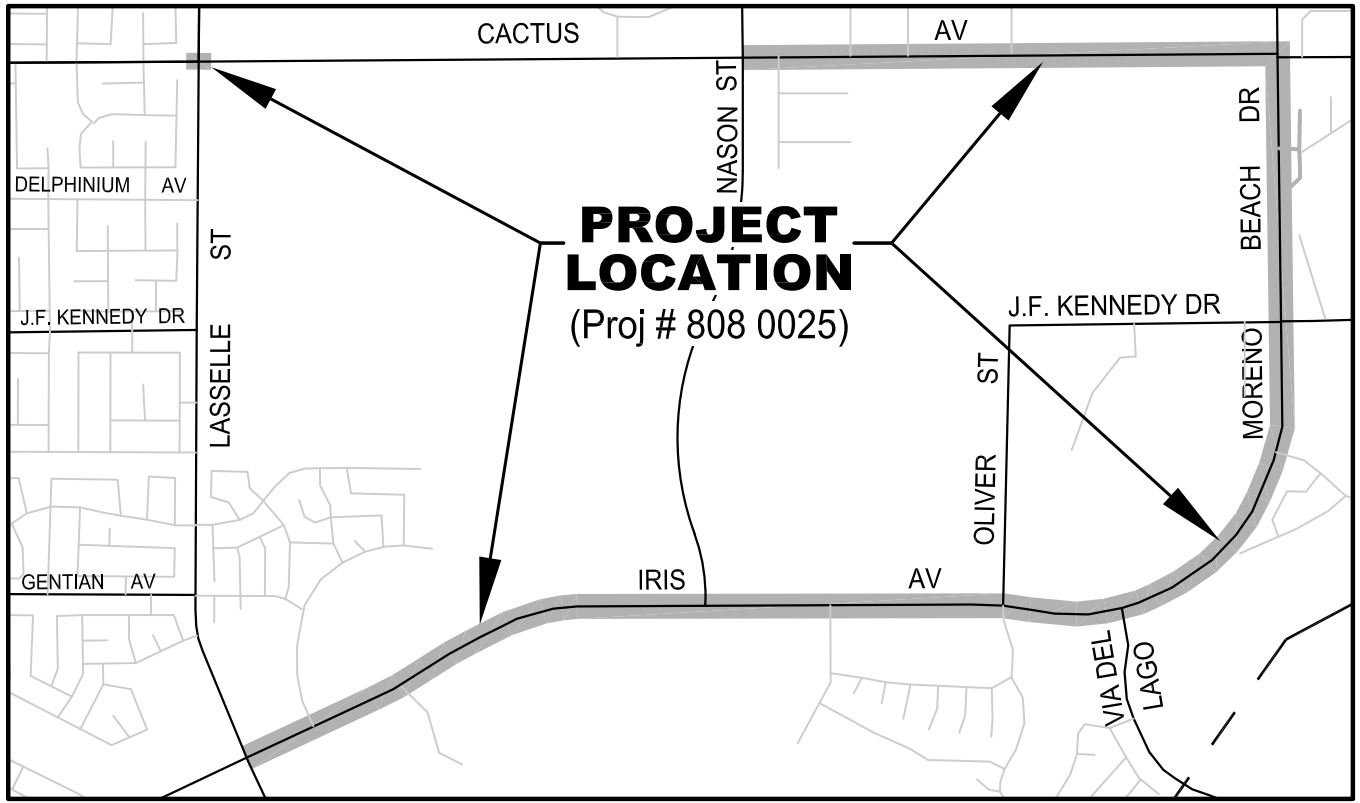 CACTUS AV
NASON ST
BEACH DR
DELPHINIUM AV
LASSELLE ST
PROJECT
LOCATION
(Proj # 808 0025)
J.F. KENNEDY DR
J.F. KENNEDY DR
MORENO
OLIVER ST
GENTIAN AV
IRIS AV
VIA DEL
LAGO